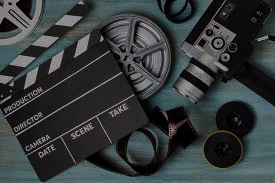 PRODUCTION
DIRECTOR
CAMERA
DATE SCENE TAKE